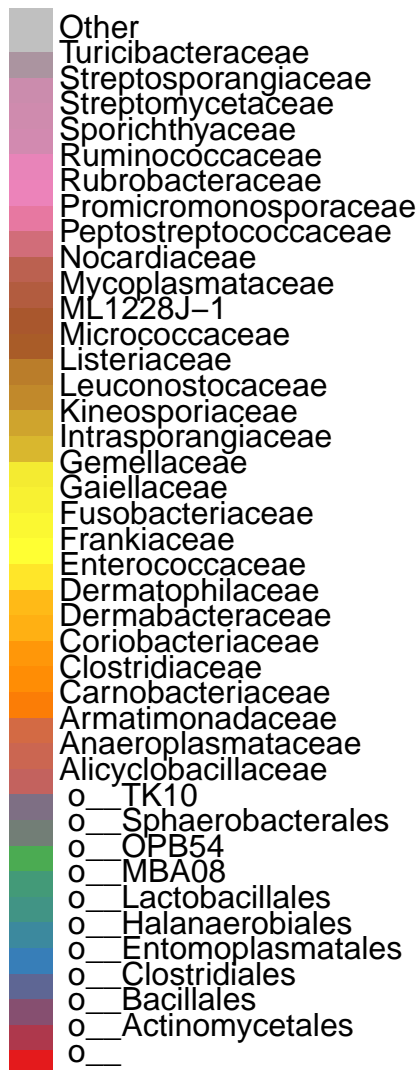 Other
Turicibacteraceae
Streptosporangiaceae
Streptomycetaceae
Sporichthyaceae
Ruminococcaceae
Rubrobacteraceae
Promicromonosporaceae
Peptostreptococcaceae
Nocardiaceae
Mycoplasmataceae
ML1228J−1
Micrococcaceae
Listeriaceae
Leuconostocaceae
Kineosporiaceae
Intrasporangiaceae
Gemellaceae
Gaiellaceae
Fusobacteriaceae
Frankiaceae
Enterococcaceae
Dermatophilaceae
Dermabacteraceae
Coriobacteriaceae
Clostridiaceae
Carnobacteriaceae
Armatimonadaceae
Anaeroplasmataceae
Alicyclobacillaceae
o__TK10
o__Sphaerobacterales
o__OPB54
o__MBA08
o__Lactobacillales
o__Halanaerobiales
o__Entomoplasmatales
o__Clostridiales
o__Bacillales
o__Actinomycetales
o__